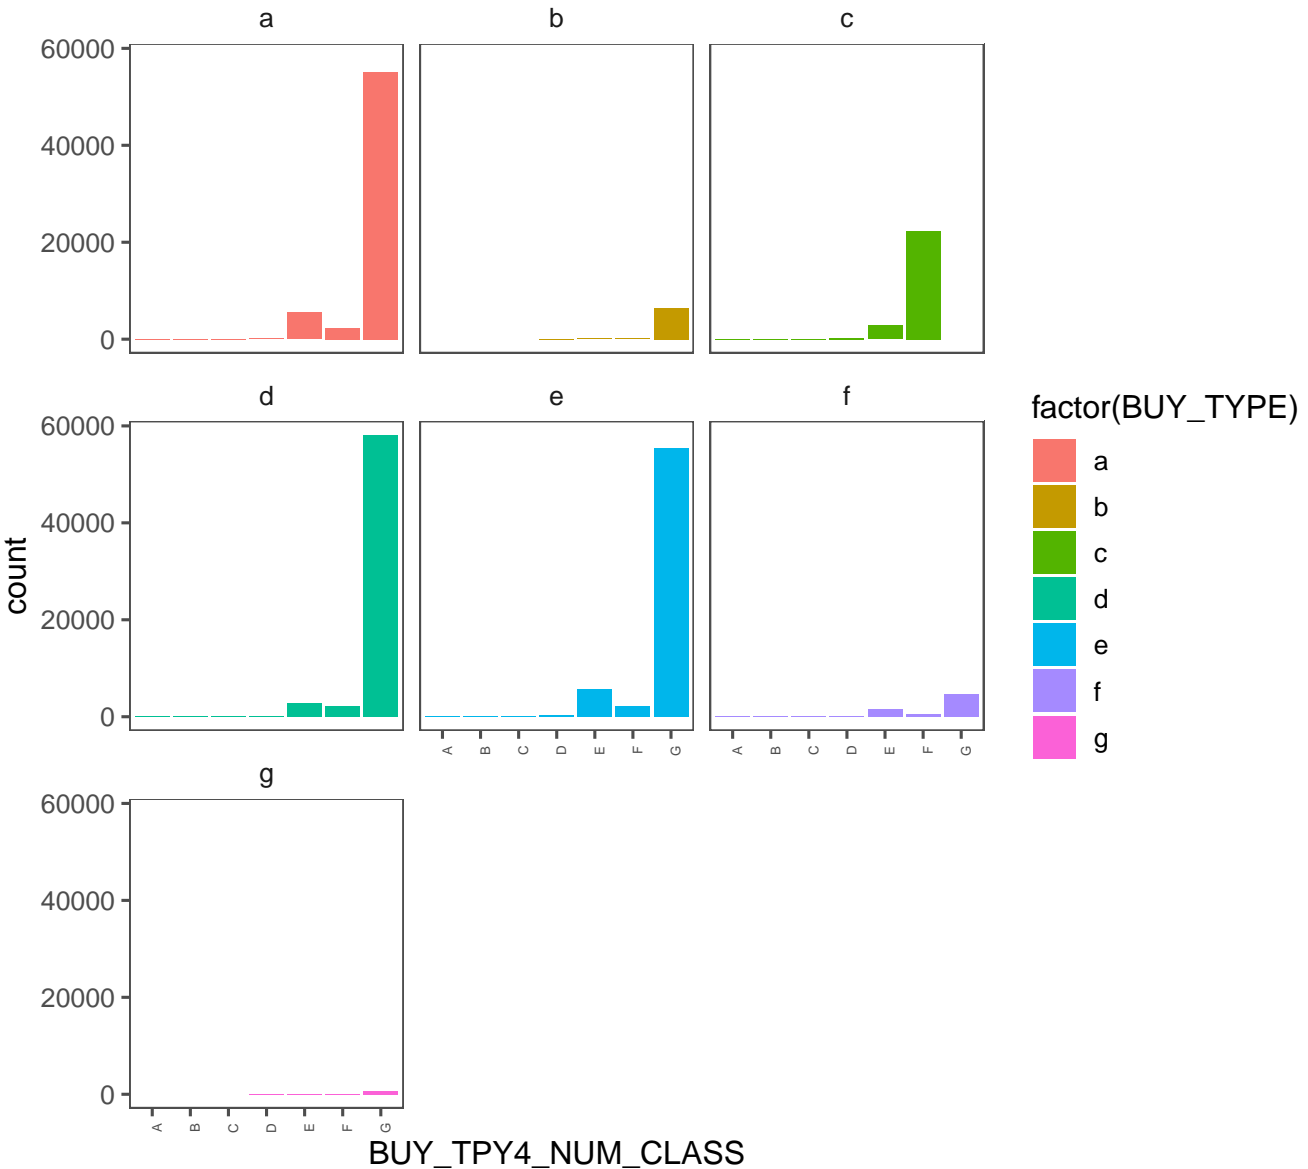 a b c
60000
40000
20000
0
d e f
60000
40000
20000
0
A B C D E F G
A B C D E F G
count
factor(BUY_TYPE)
a
b
c
d
e
f
g
g
60000
40000
20000
0
A B C D E F G
BUY_TPY4_NUM_CLASS